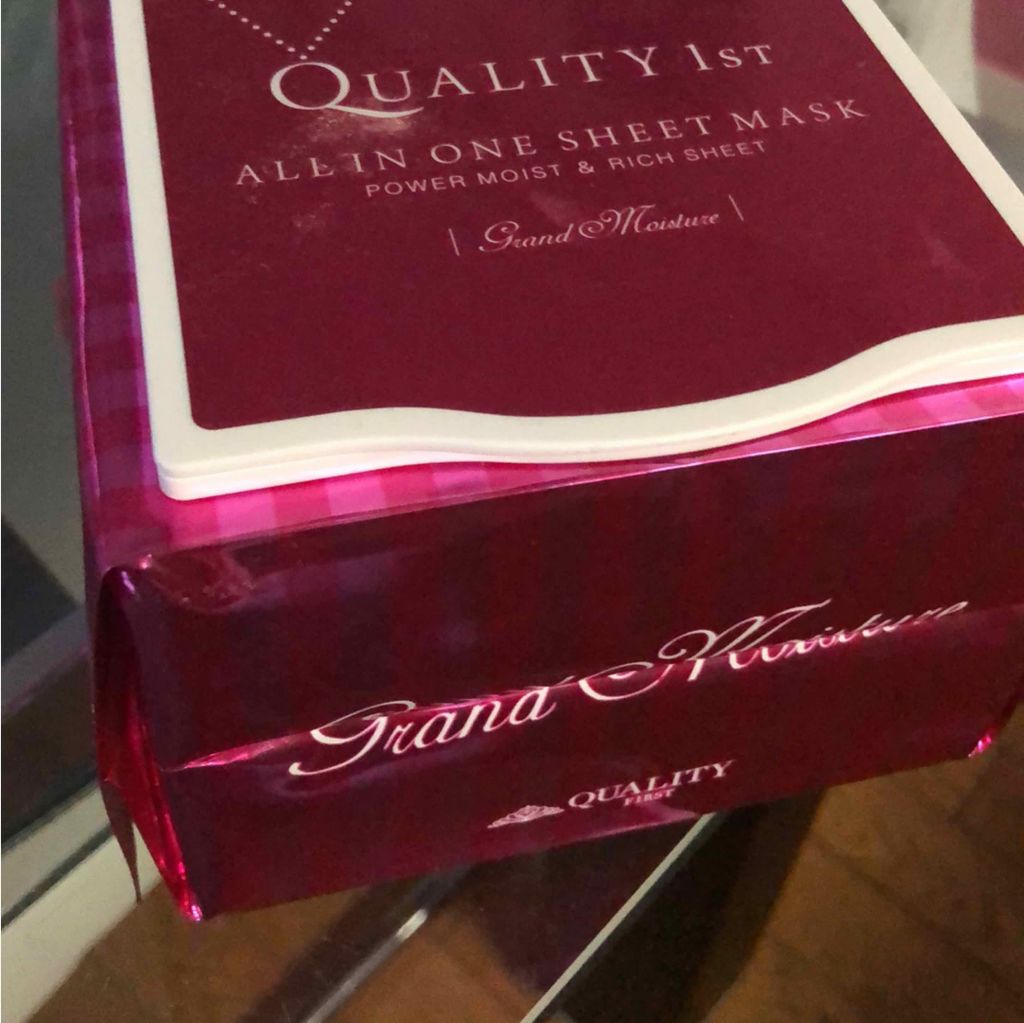 QUALITY 1ST
ALL IN ONE SHEET MASK
POWER MOIST & RICH SHEET
| Grand Moisture |
Grand Moisture
QUALITY
FIRST